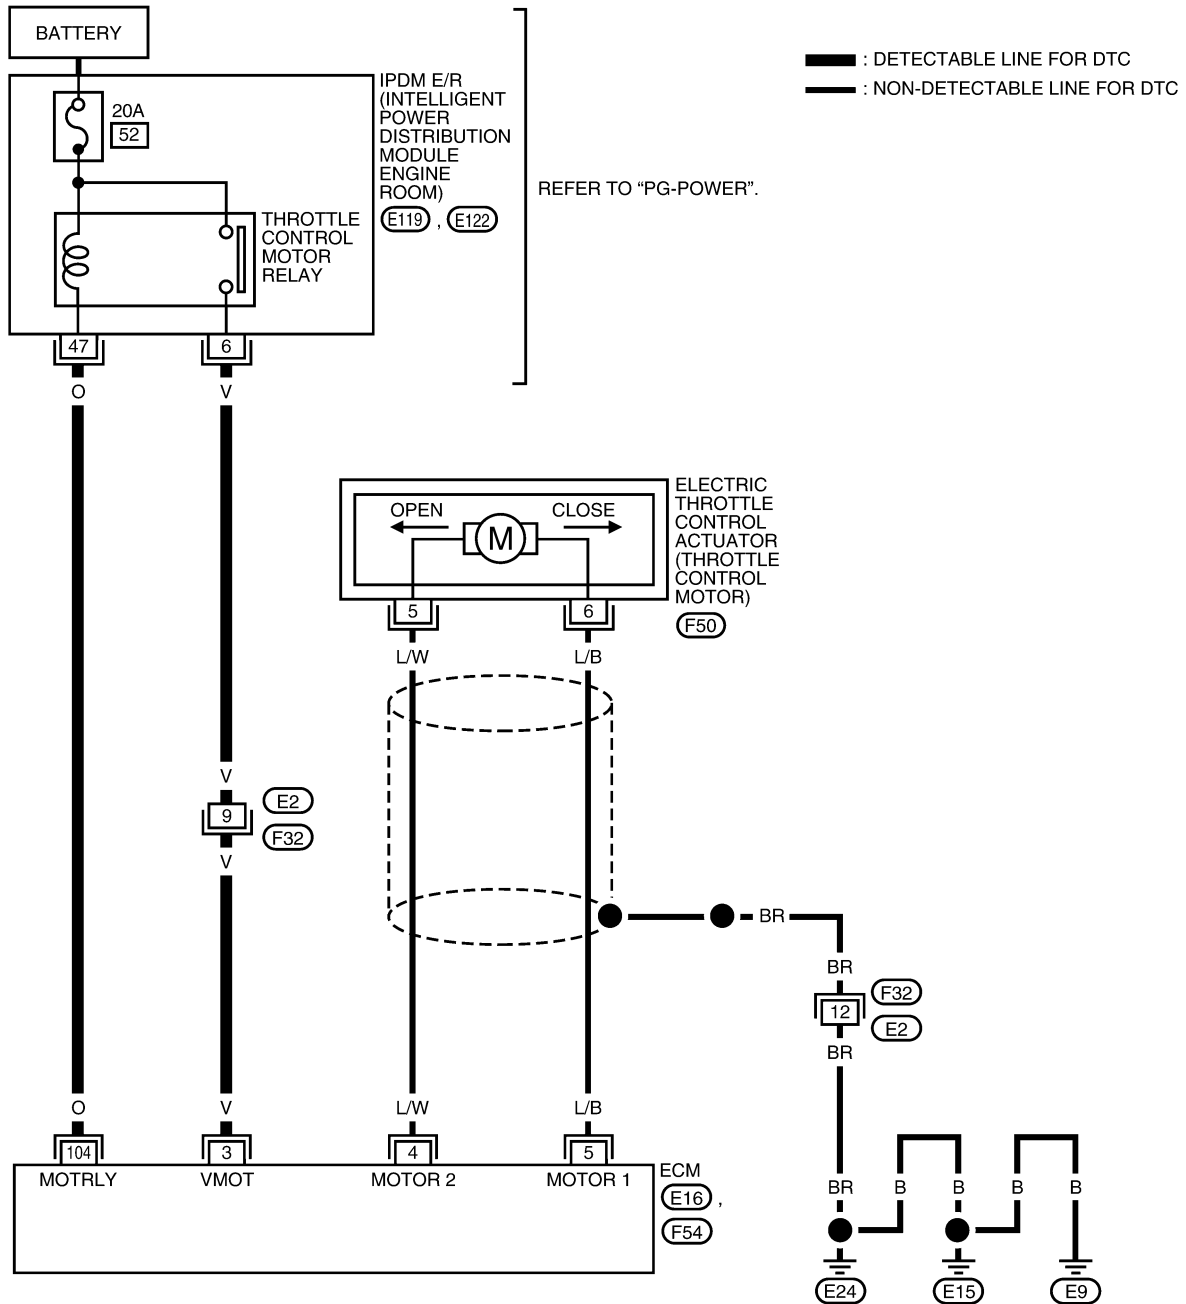 BATTERY
: DETECTABLE LINE FOR DTC
: NON-DETECTABLE LINE FOR DTC
20A
52
IPDM E/R
(INTELLIGENT
POWER
DISTRIBUTION
MODULE
ENGINE
ROOM)
E119 , E122
REFER TO “PG-POWER”.
THROTTLE
CONTROL
MOTOR
RELAY
47 6
O V
OPEN CLOSE
M
ELECTRIC
THROTTLE
CONTROL
ACTUATOR
(THROTTLE
CONTROL
MOTOR)
F50
5 6
L/W L/B
V
9
E2
F32
V
BR
BR
12
F32
E2
BR
O V L/W L/B
104 3 4 5
MOTRLY VMOT MOTOR 2 MOTOR 1
ECM
E16 ,
F54
BR B B B B
E24 E15 E9